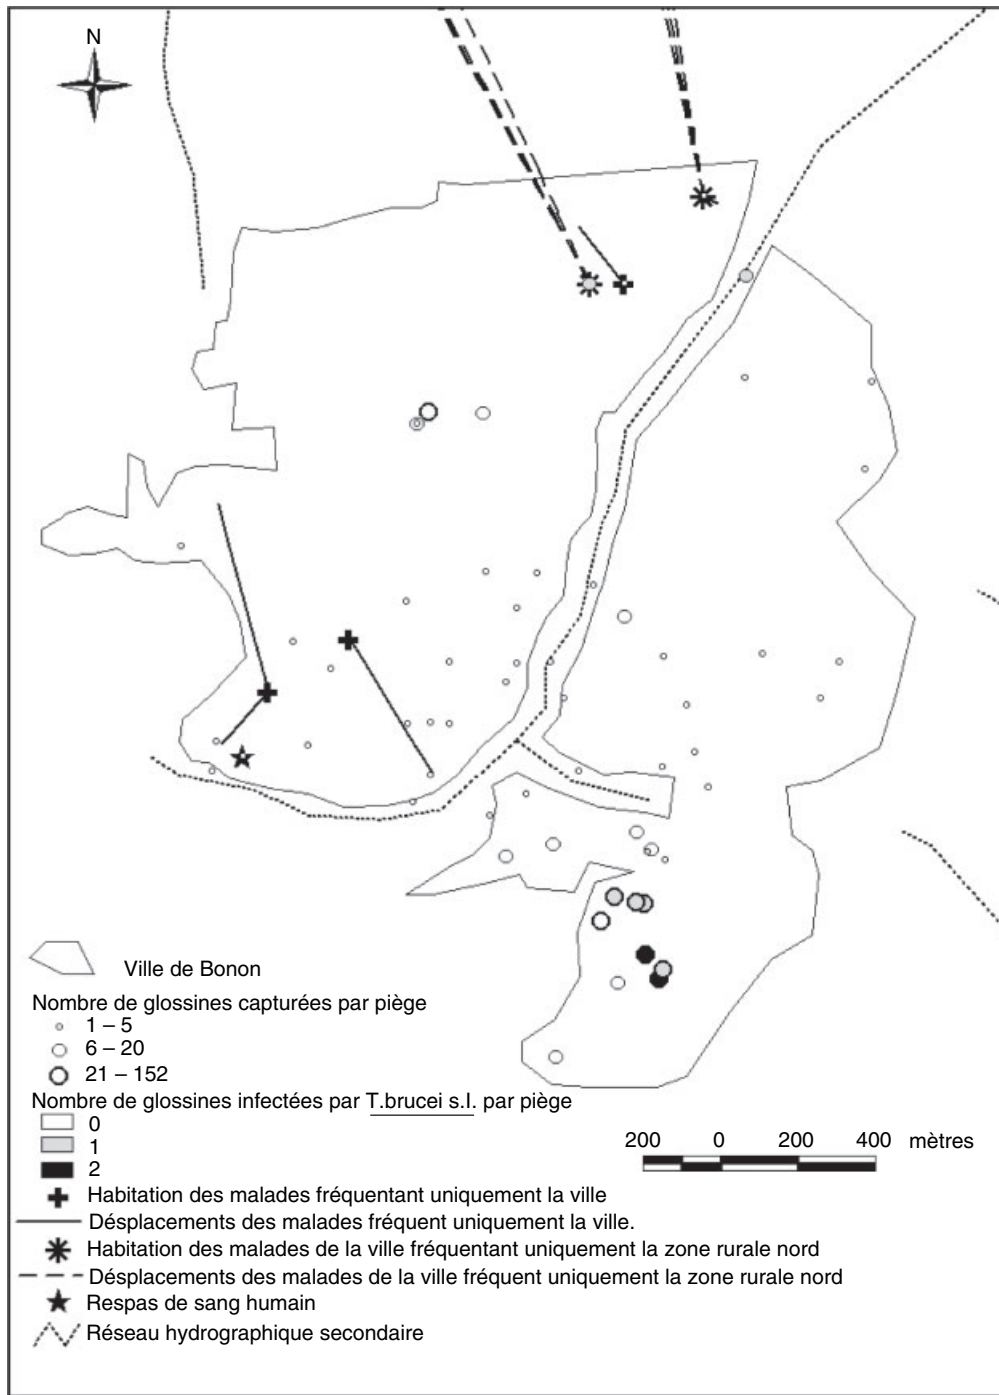 N
Ville de Bonon
Nombre de glossines capturées par piège
1 – 5
6 – 20
21 – 152
Nombre de glossines infectées par T.brucei s.l. par piège
0
1
2
200 0 200 400 mètres
Habitation des malades fréquentant uniquement la ville
Désplacements des malades fréquent uniquement la ville.
Habitation des malades de la ville fréquentant uniquement la zone rurale nord
Désplacements des malades de la ville fréquent uniquement la zone rurale nord
Respas de sang humain
Réseau hydrographique secondaire